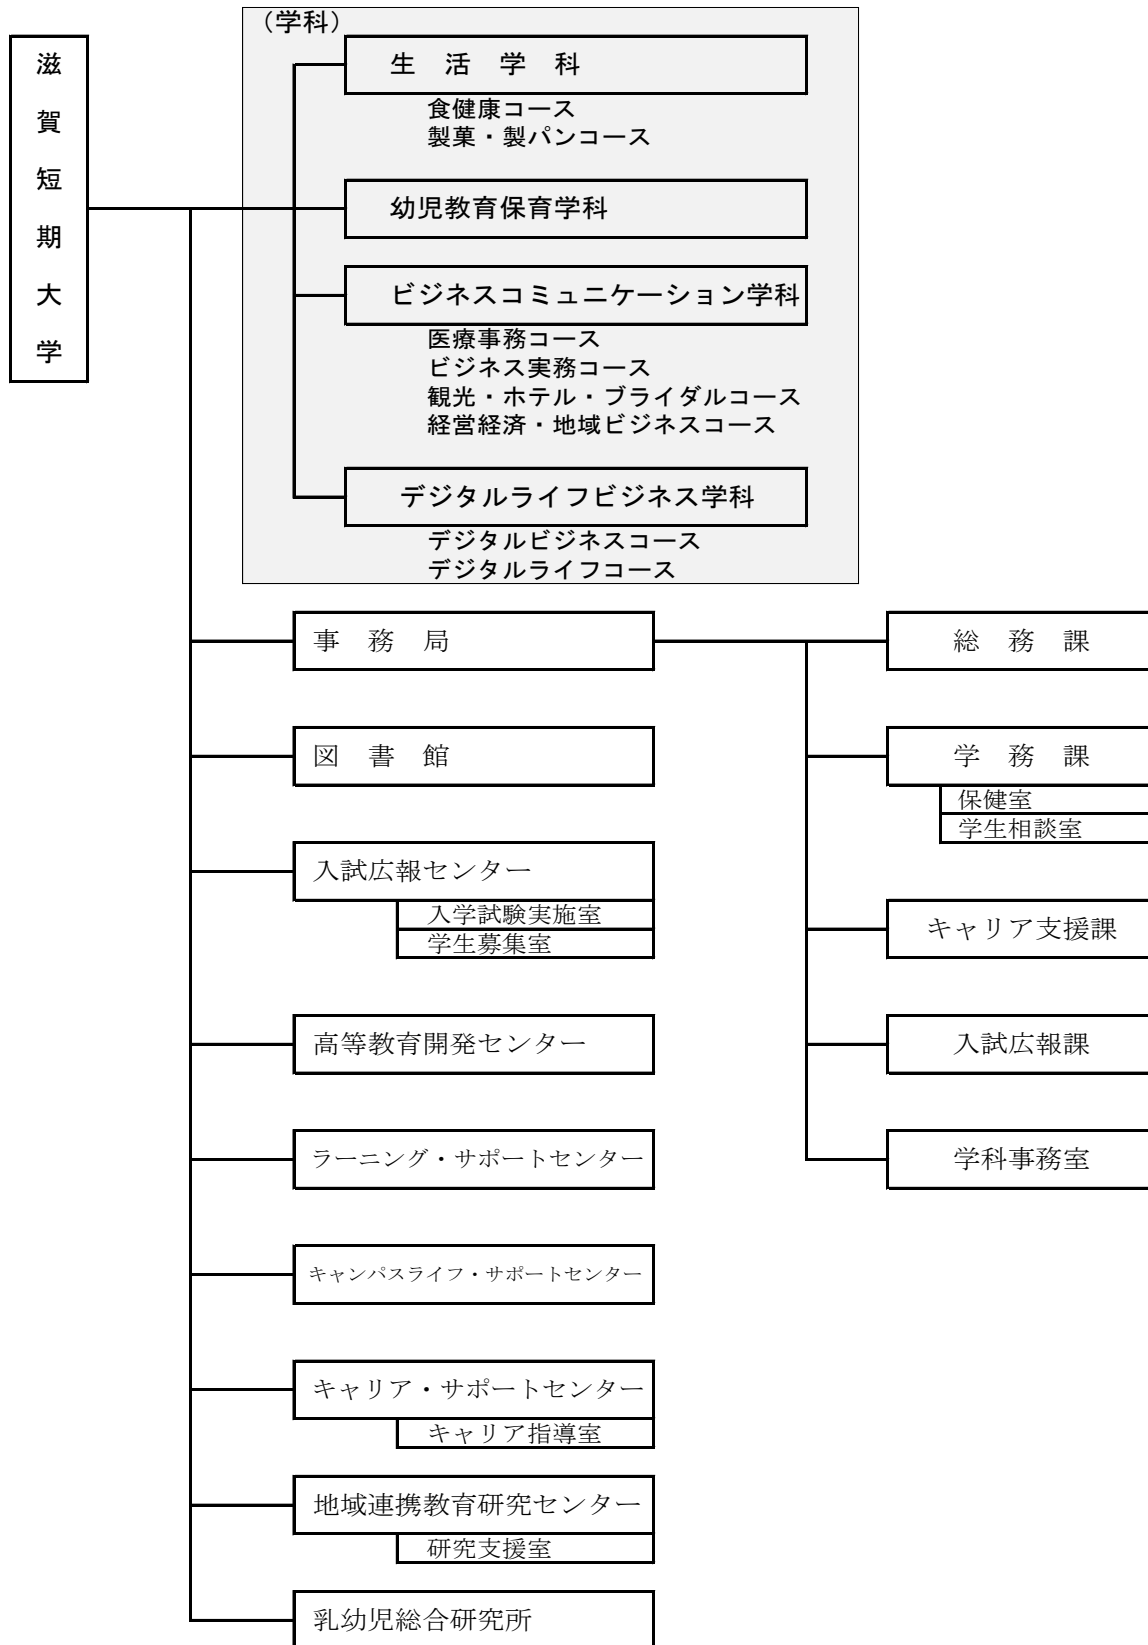 滋賀短期大学
（学科）
生　活　学　科
食健康コース
製菓・製パンコース
幼児教育保育学科
ビジネスコミュニケーション学科
医療事務コース
ビジネス実務コース
観光・ホテル・ブライダルコース
経営経済・地域ビジネスコース
デジタルライフビジネス学科
デジタルビジネスコース
デジタルライフコース
事　務　局
総　務　課
図　書　館
学　務　課
保健室
学生相談室
入試広報センター
入学試験実施室
学生募集室
キャリア支援課
高等教育開発センター
入試広報課
ラーニング・サポートセンター
学科事務室
キャンパスライフ・サポートセンター
キャリア・サポートセンター
キャリア指導室
地域連携教育研究センター
研究支援室
乳幼児総合研究所